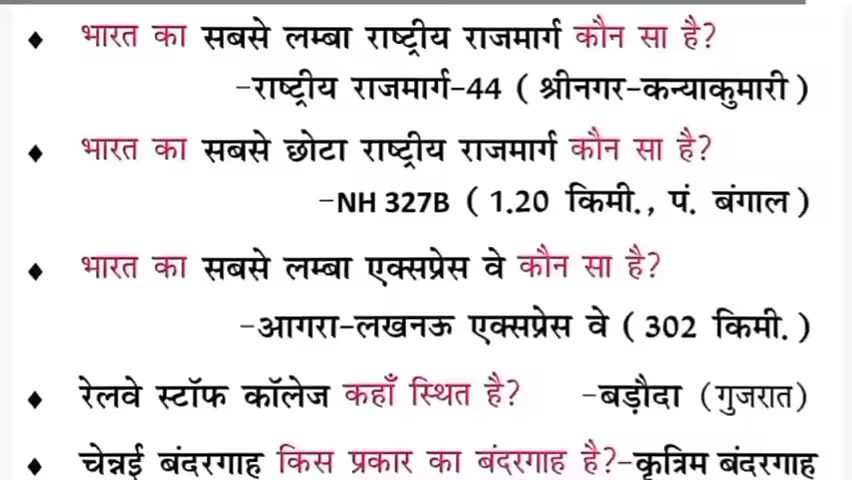 ♦ भारत का सबसे लम्बा राष्ट्रीय राजमार्ग कौन सा है?
-राष्ट्रीय राजमार्ग-44 ( श्रीनगर-कन्याकुमारी )
♦ भारत का सबसे छोटा राष्ट्रीय राजमार्ग कौन सा है?
-NH 327B ( 1.20 किमी., पं. बंगाल )
♦ भारत का सबसे लम्बा एक्सप्रेस वे कौन सा है?
-आगरा-लखनऊ एक्सप्रेस वे ( 302 किमी. )
♦ रेलवे स्टॉफ कॉलेज कहाँ स्थित है? -बड़ौदा (गुजरात)
♦ चेन्नई बंदरगाह किस प्रकार का बंदरगाह है?-कृत्रिम बंदरगाह